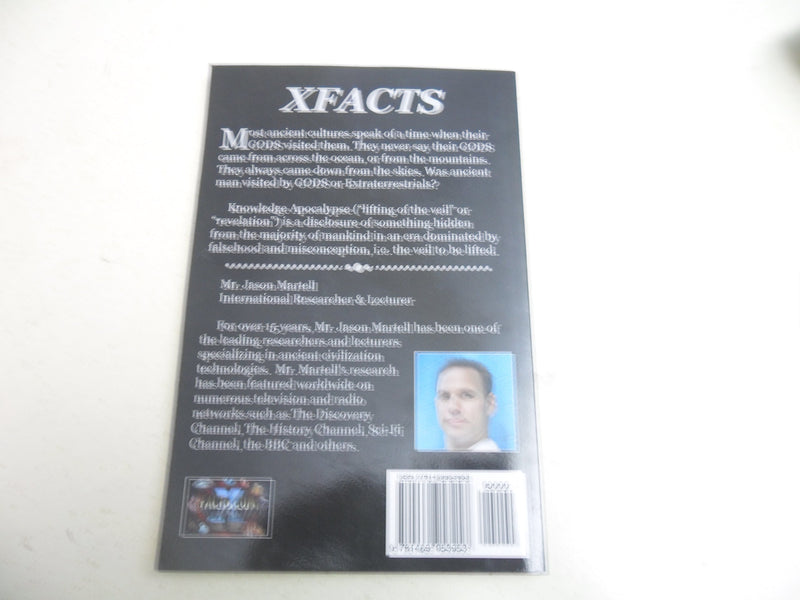 XFACTS
Most ancient cultures speak of a time when their
GODS visited them. They never say their GODS
came from across the ocean, or from the mountains.
They always came down from the skies. Was ancient
man visited by GODS or Extraterrestrials?
Knowledge Apocalypse ("lifting of the veil" or
"revelation") is a disclosure of something hidden
from the majority of mankind in an era dominated by
falsehood and misconception, i.e. the veil to be lifted.
Mr. Jason Martell
International Researcher & Lecturer
For over 15-years, Mr. Jason Martell has been one of
the leading researchers and lecturers
specializing in ancient civilization
technologies. Mr. Martell's research
has been featured worldwide on
numerous television and radio
networks such as The Discovery
Channel, The History Channel, Sci-Fi
Channel, the BBC and others.